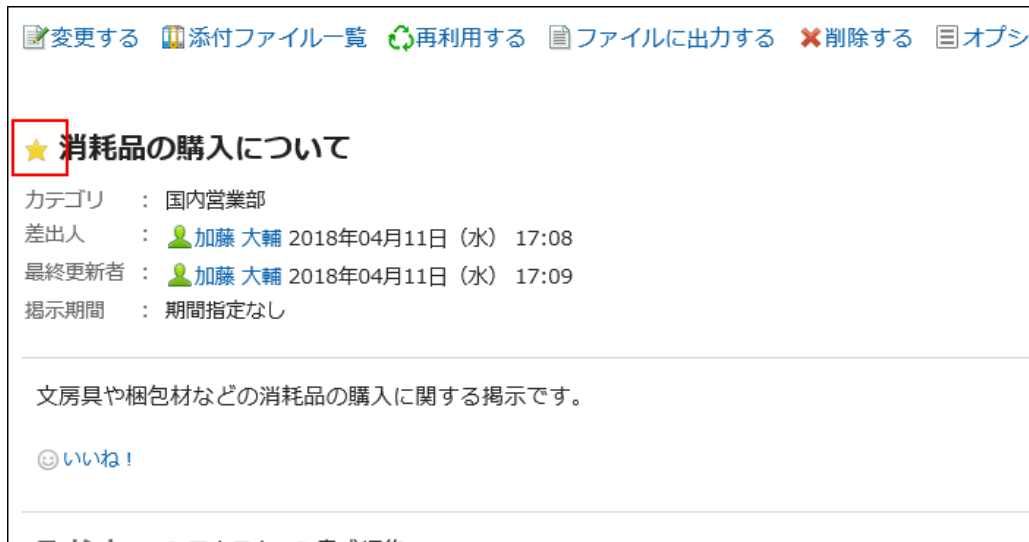 変更する 添付ファイル一覧 再利用する ファイルに出力する 削除する オプシ
消耗品の購入について
カテゴリ : 国内営業部
差出人 : 加藤 大輔 2018年04月11日（水） 17:08
最終更新者 : 加藤 大輔 2018年04月11日（水） 17:09
掲示期間 : 期間指定なし
文房具や梱包材などの消耗品の購入に関する掲示です。
いいね！